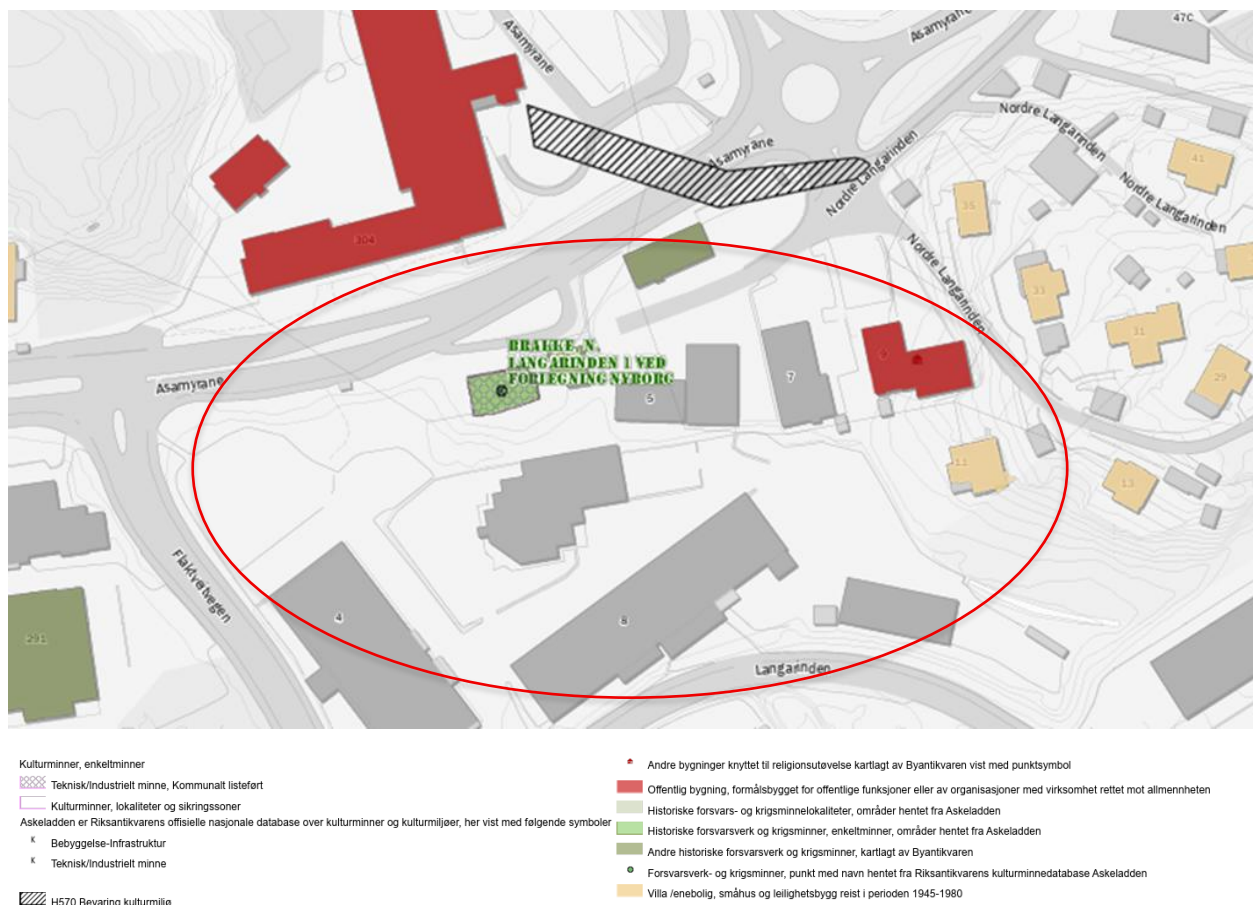 47C
Asamyrane
Asamyrane
Nordre Langarinden
41
Asamyrane
Nordre Langarinden
Nordre Langarinden
35
304
Nordre Langarinden
33
31
BRAKKE, N.
LANGARINDEN 1 VED
FORLEGNING NYBORG
9
7
29
Asamyrane
5
11
13
Flaktveitvegen
4
8
291
Langarinden
Kulturminner, enkeltminner
Teknisk/Industrielt minne, Kommunalt listeført
Kulturminner, lokaliteter og sikringssoner
Askeladden er Riksantikvarens offisielle nasjonale database over kulturminner og kulturmiljøer, her vist med følgende symboler
K Bebyggelse-Infrastruktur
K Teknisk/Industrielt minne
H570 Bevaring kulturmiljø
Andre bygninger knyttet til religionsutøvelse kartlagt av Byantikvaren vist med punktsymbol
Offentlig bygning, formålsbygget for offentlige funksjoner eller av organisasjoner med virksomhet rettet mot allmennheten
Historiske forsvars- og krigsminnelokaliteter, områder hentet fra Askeladden
Historiske forsvarsverk og krigsminner, enkeltminner, områder hentet fra Askeladden
Andre historiske forsvarsverk og krigsminner, kartlagt av Byantikvaren
Forsvarsverk- og krigsminner, punkt med navn hentet fra Riksantikvarens kulturminnedatabase Askeladden
Villa /enebolig, småhus og leilighetsbygg reist i perioden 1945-1980